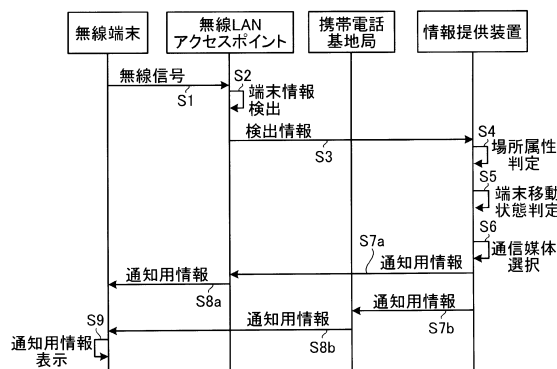 無線端末
無線LAN
アクセスポイント
携帯電話
基地局
情報提供装置
無線信号
S1
S2
端末情報
検出
検出情報
S3
S4
場所属性
判定
S5
端末移動
状態判定
S6
通信媒体
選択
S7a
通知用情報
通知用情報
S8a
通知用情報
S7b
通知用情報
S8b
S9
通知用情報
表示